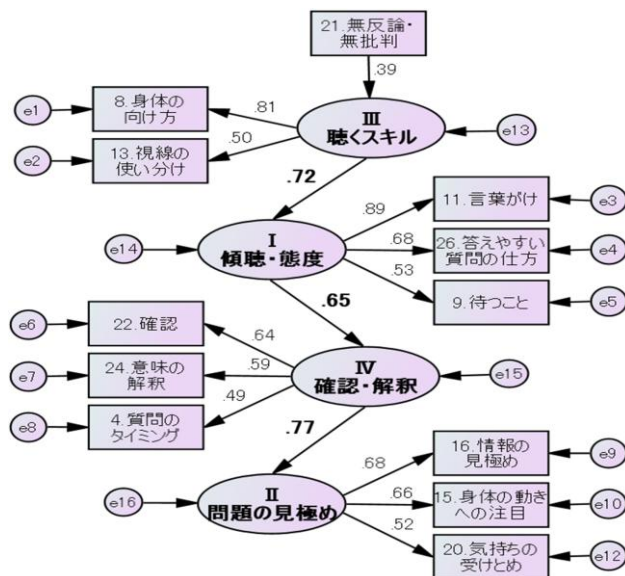 21.無反論・
無批判
.39
e1
8.身体の
向け方
.81
Ⅲ
聴くスキル
e13
e2
13.視線の
使い分け
.50
.72
e14
Ⅰ
傾聴・態度
.89
11.言葉がけ
e3
.68
26.答えやすい
質問の仕方
e4
.53
9.待つこと
e5
.65
e6
22.確認
.64
e7
24.意味の
解釈
.59
Ⅳ
確認・解釈
e15
e8
4.質問の
タイミング
.49
.77
e16
Ⅱ
問題の見極め
.68
16.情報の
見極め
e9
.66
15.身体の動き
への注目
e10
.52
20.気持ちの
受けとめ
e12